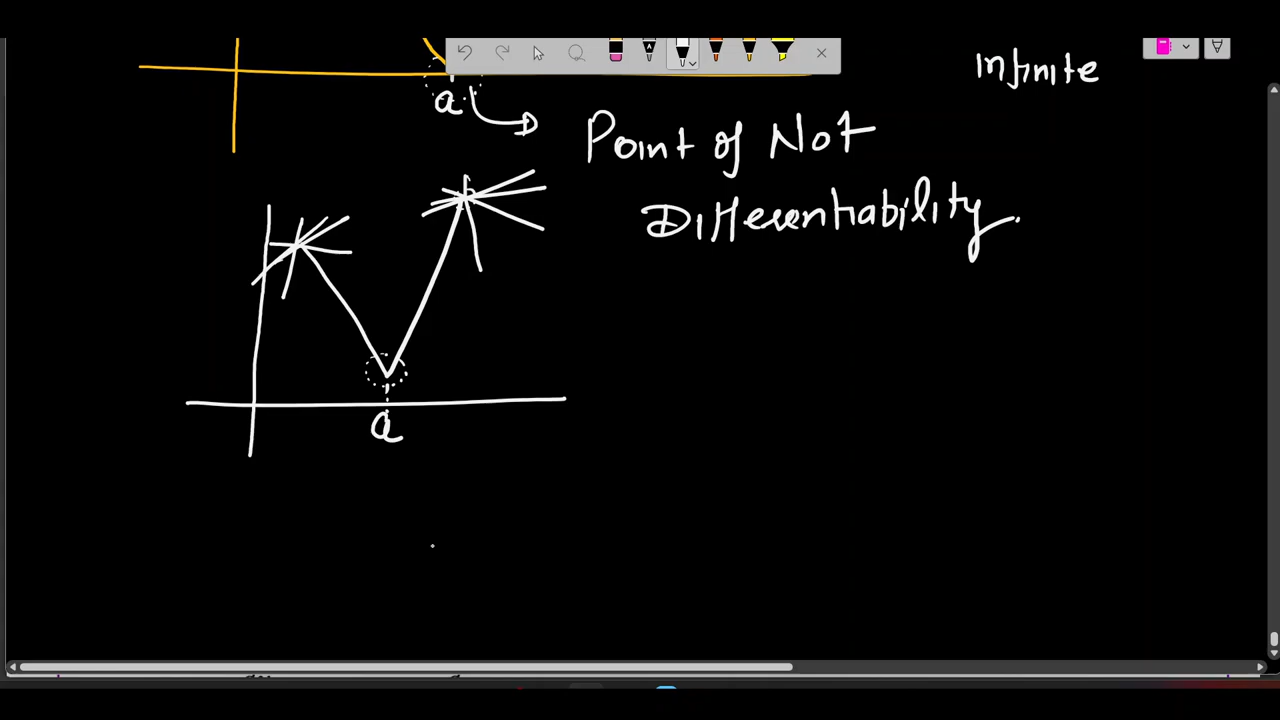 infinite
a
Point of Not
Differentiability.
a